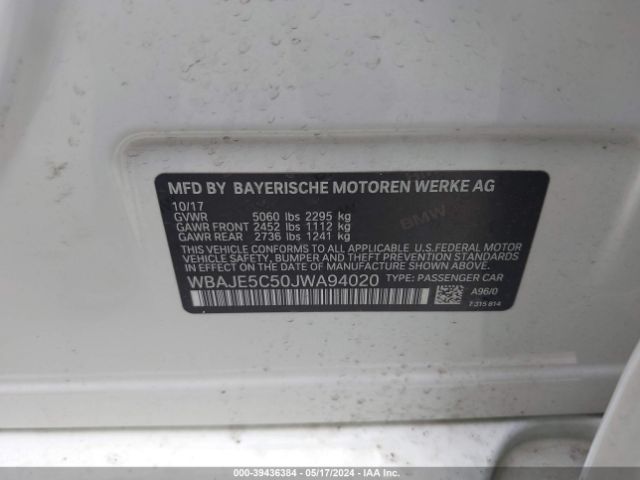 MFD BY BAYERISCHE MOTOREN WERKE AG
10/17
GVWR 5060 lbs 2295 kg
GAWR FRONT 2452 lbs 1112 kg
GAWR REAR 2736 lbs 1241 kg
THIS VEHICLE CONFORMS TO ALL APPLICABLE U.S.FEDERAL MOTOR
VEHICLE SAFETY, BUMPER AND THEFT PREVENTION STANDARDS IN
EFFECT ON THE DATE OF MANUFACTURE SHOWN ABOVE.
WBAJE5C50JWA94020 TYPE: PASSENGER CAR
A96/0
7 315 814
BMW
000-39436384 - 05/17/2024 - IAA Inc.